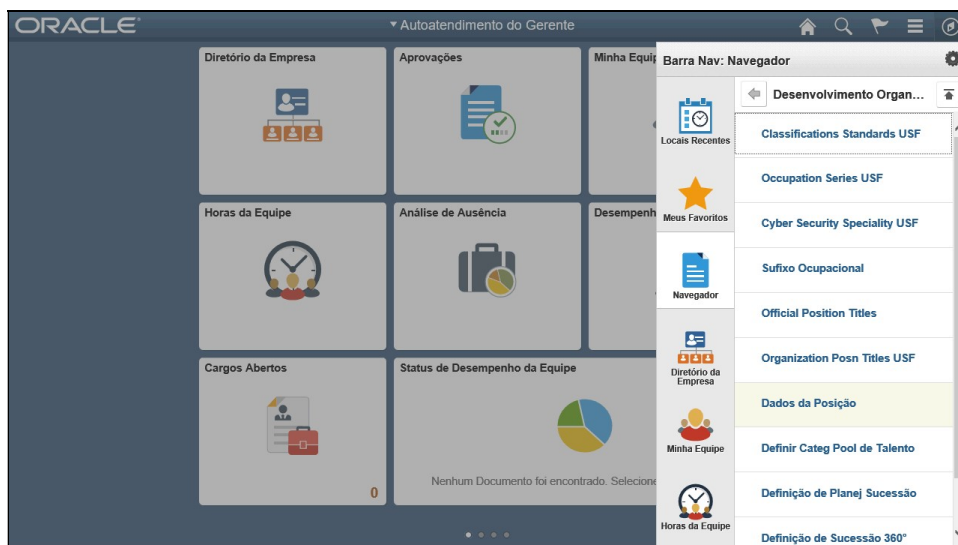 ORACLE
Autoatendimento do Gerente
Diretório da Empresa
Aprovações
Minha Equip
Horas da Equipe
Análise de Ausência
Desempenh
Cargos Abertos
0
Status de Desempenho da Equipe
Nenhum Documento foi encontrado. Selecione
Barra Nav: Navegador
Locais Recentes
Meus Favoritos
Navegador
Diretório da
Empresa
Minha Equipe
Horas da Equipe
Desenvolvimento Organ...
Classifications Standards USF
Occupation Series USF
Cyber Security Speciality USF
Sufixo Ocupacional
Official Position Titles
Organization Posn Titles USF
Dados da Posição
Definir Categ Pool de Talento
Definição de Planej Sucessão
Definição de Sucessão 360°